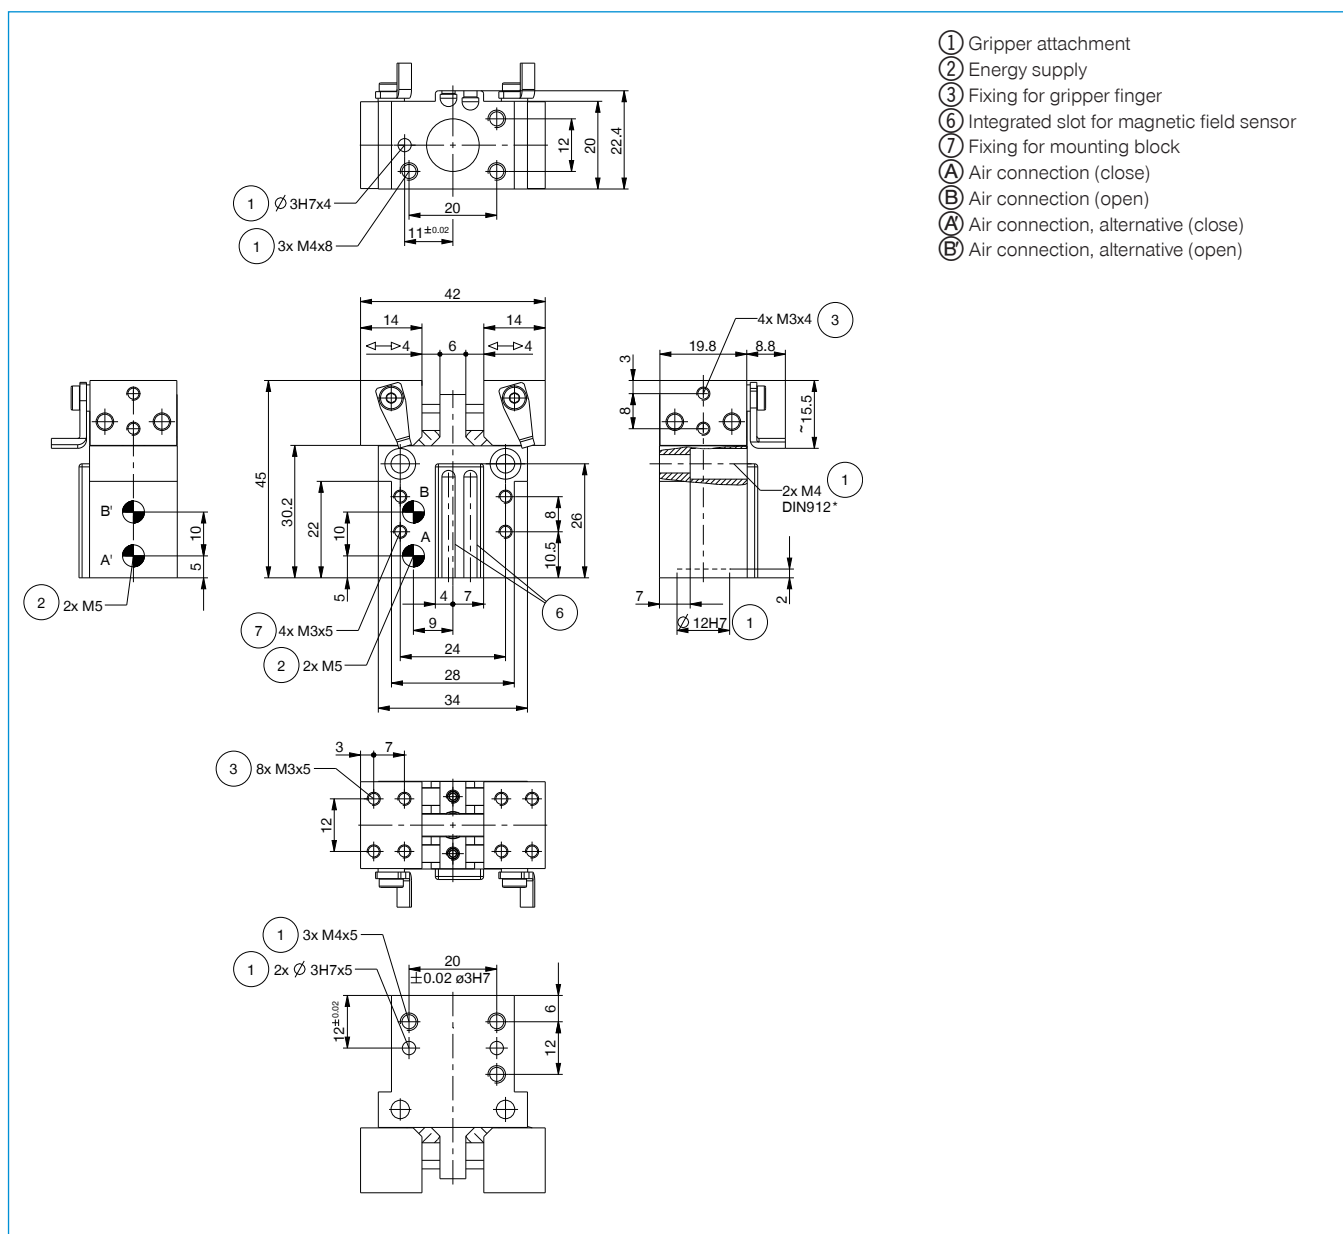 ① Gripper attachment
② Energy supply
③ Fixing for gripper finger
⑥ Integrated slot for magnetic field sensor
⑦ Fixing for mounting block
Ⓐ Air connection (close)
Ⓑ Air connection (open)
A' Air connection, alternative (close)
B' Air connection, alternative (open)
12
20
22.4
1 Ø 3H7x4
20
11±0.02
1 3x M4x8
42
14
14
4
6
4
45
30.2
22
10
5
B
A
8
10.5
26
4
7
6
9
7 4x M3x5
24
2 2x M5
28
34
B'
A'
10
5
2 2x M5
4x M3x4 3
19.8
8.8
3
8
~15.5
1
2x M4
DIN912*
7
2
Ø 12H7 1
3
7
3 8x M3x5
12
1 3x M4x5
1 2x Ø 3H7x5
20
±0.02 ø3H7
12±0.02
6
12